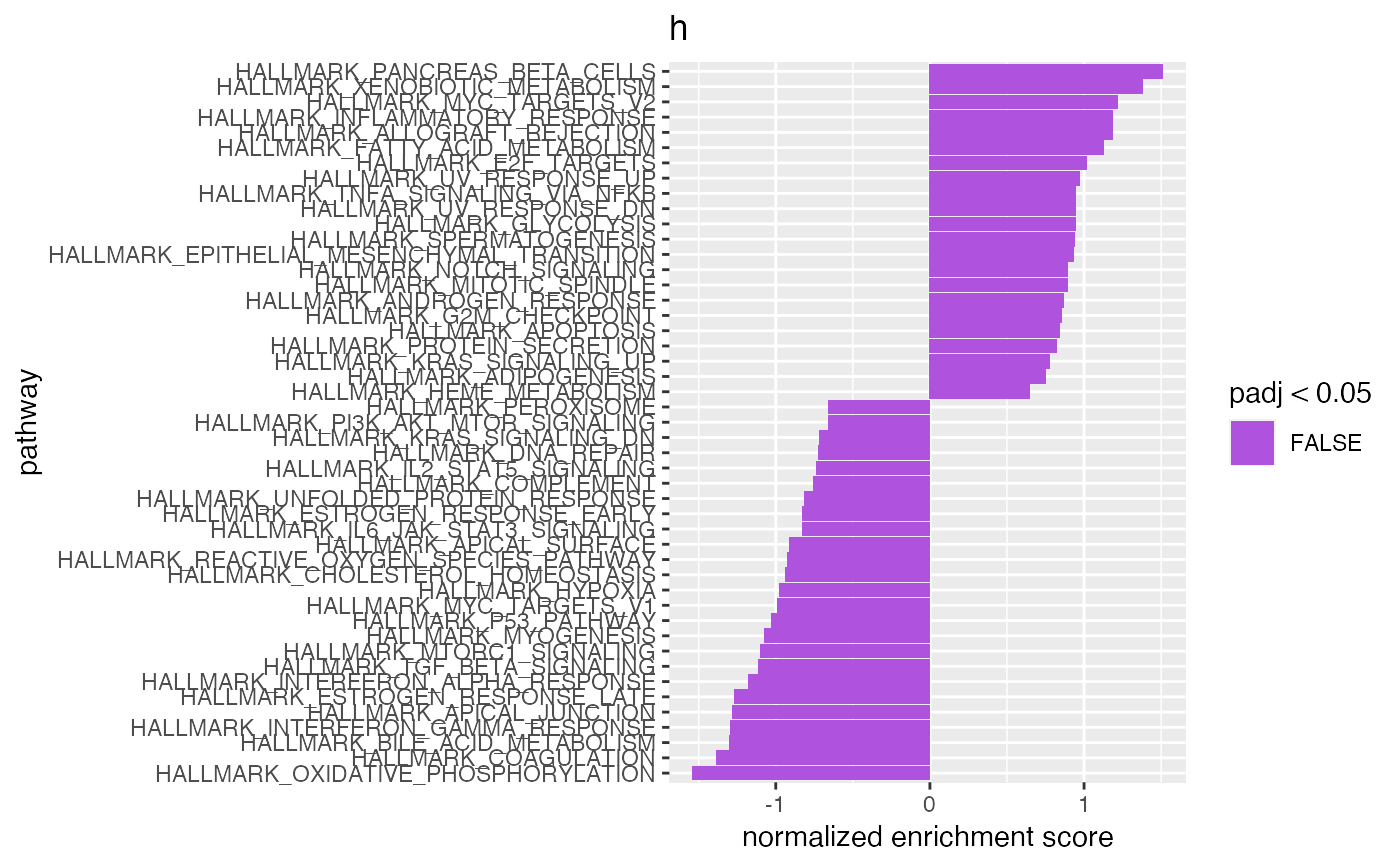 h
pathway
HALLMARK_PANCREAS_BETA_CELLS
HALLMARK_XENOBIOTIC_METABOLISM
HALLMARK_MYC_TARGETS_V2
HALLMARK_INFLAMMATORY_RESPONSE
HALLMARK_ALLOGRAFT_REJECTION
HALLMARK_FATTY_ACID_METABOLISM
HALLMARK_E2F_TARGETS
HALLMARK_UV_RESPONSE_UP
HALLMARK_TNFA_SIGNALING_VIA_NFKB
HALLMARK_UV_RESPONSE_DN
HALLMARK_GLYCOLYSIS
HALLMARK_SPERMATOGENESIS
HALLMARK_EPITHELIAL_MESENCHYMAL_TRANSITION
HALLMARK_NOTCH_SIGNALING
HALLMARK_MITOTIC_SPINDLE
HALLMARK_ANDROGEN_RESPONSE
HALLMARK_G2M_CHECKPOINT
HALLMARK_APOPTOSIS
HALLMARK_PROTEIN_SECRETION
HALLMARK_KRAS_SIGNALING_UP
HALLMARK_ADIPOGENESIS
HALLMARK_HEME_METABOLISM
HALLMARK_PEROXISOME
HALLMARK_PI3K_AKT_MTOR_SIGNALING
HALLMARK_KRAS_SIGNALING_DN
HALLMARK_DNA_REPAIR
HALLMARK_IL2_STAT5_SIGNALING
HALLMARK_COMPLEMENT
HALLMARK_UNFOLDED_PROTEIN_RESPONSE
HALLMARK_ESTROGEN_RESPONSE_EARLY
HALLMARK_IL6_JAK_STAT3_SIGNALING
HALLMARK_APICAL_SURFACE
HALLMARK_REACTIVE_OXYGEN_SPECIES_PATHWAY
HALLMARK_CHOLESTEROL_HOMEOSTASIS
HALLMARK_HYPOXIA
HALLMARK_MYC_TARGETS_V1
HALLMARK_P53_PATHWAY
HALLMARK_MYOGENESIS
HALLMARK_MTORC1_SIGNALING
HALLMARK_TGF_BETA_SIGNALING
HALLMARK_INTERFERON_ALPHA_RESPONSE
HALLMARK_ESTROGEN_RESPONSE_LATE
HALLMARK_APICAL_JUNCTION
HALLMARK_INTERFERON_GAMMA_RESPONSE
HALLMARK_BILE_ACID_METABOLISM
HALLMARK_COAGULATION
HALLMARK_OXIDATIVE_PHOSPHORYLATION
-1 0 1
normalized enrichment score
padj < 0.05
FALSE